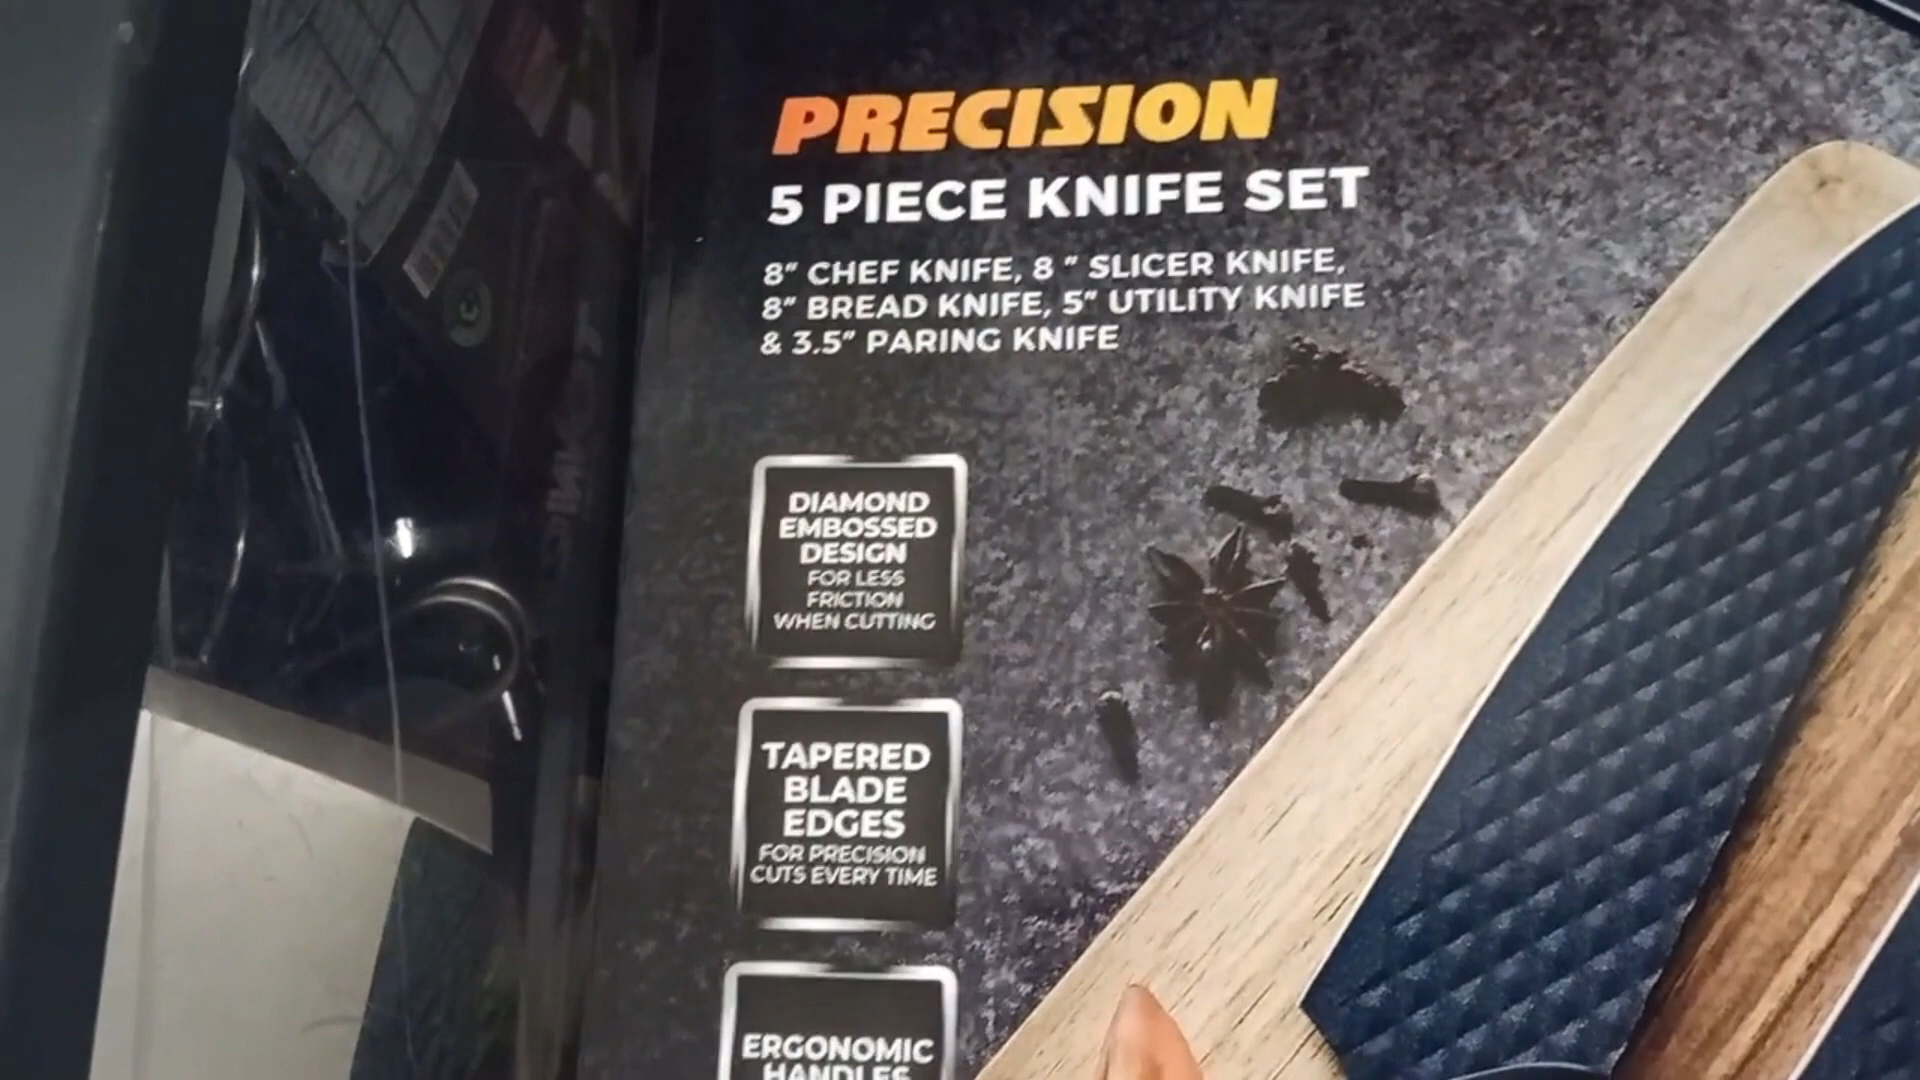 PRECISION
5 PIECE KNIFE SET
8" CHEF KNIFE, 8 " SLICER KNIFE,
8" BREAD KNIFE, 5" UTILITY KNIFE
& 3.5" PARING KNIFE
DIAMOND
EMBOSSED
DESIGN
FOR LESS
FRICTION
WHEN CUTTING
TAPERED
BLADE
EDGES
FOR PRECISION
CUTS EVERY TIME
ERGONOMIC
HANDLES